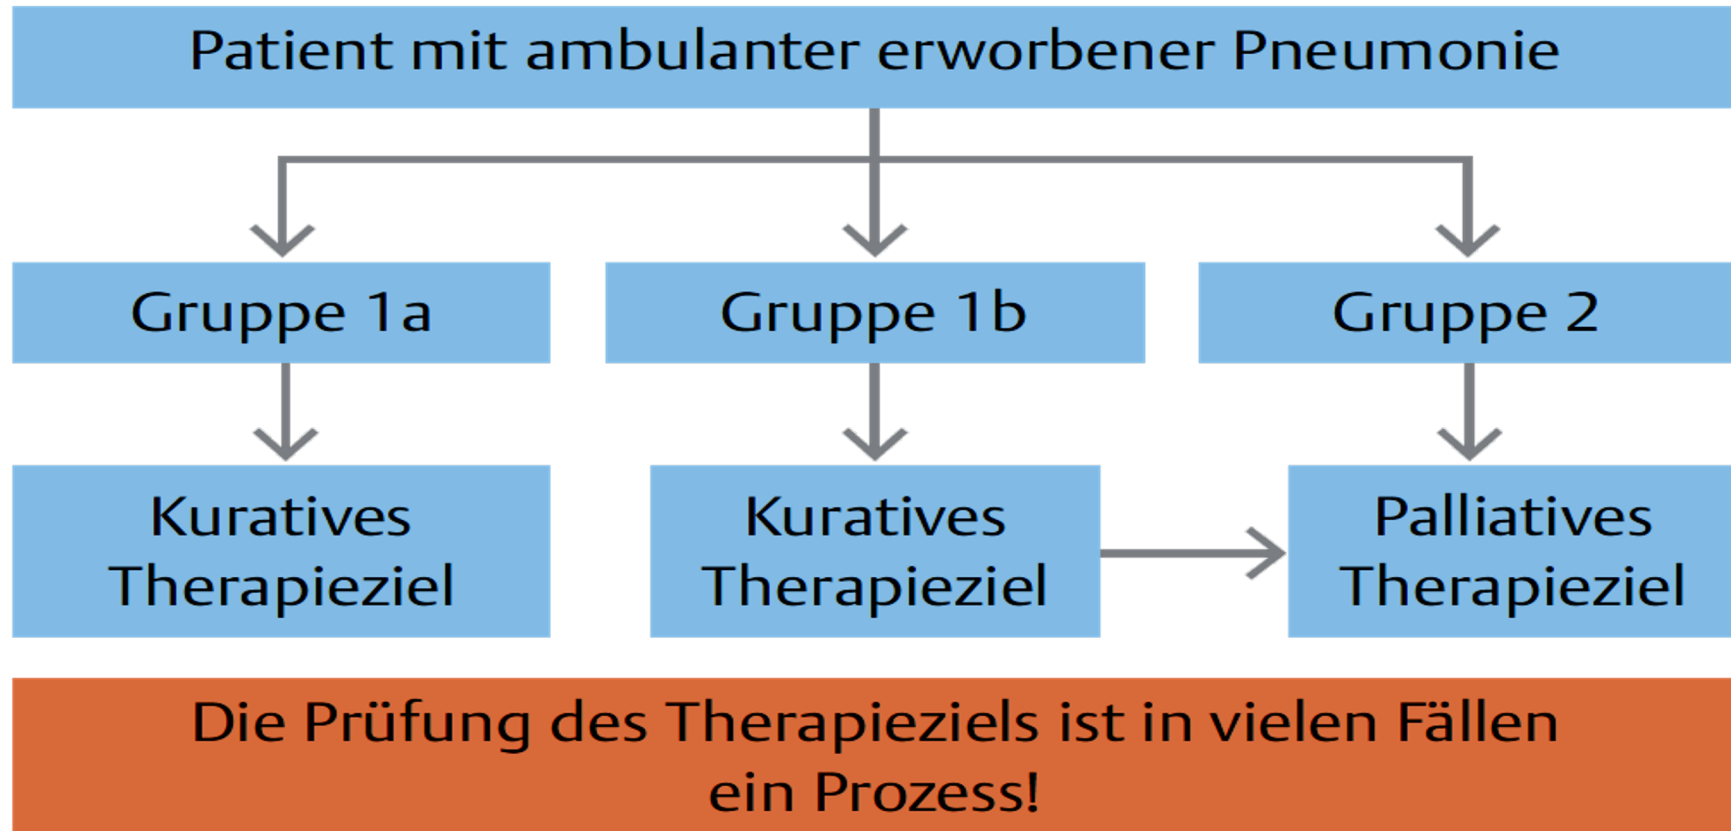 Patient mit ambulanter erworbener Pneumonie
Gruppe 1a
Gruppe 1b
Gruppe 2
Kuratives
Therapieziel
Kuratives
Therapieziel
Palliatives
Therapieziel
Die Prüfung des Therapieziels ist in vielen Fällen
ein Prozess!